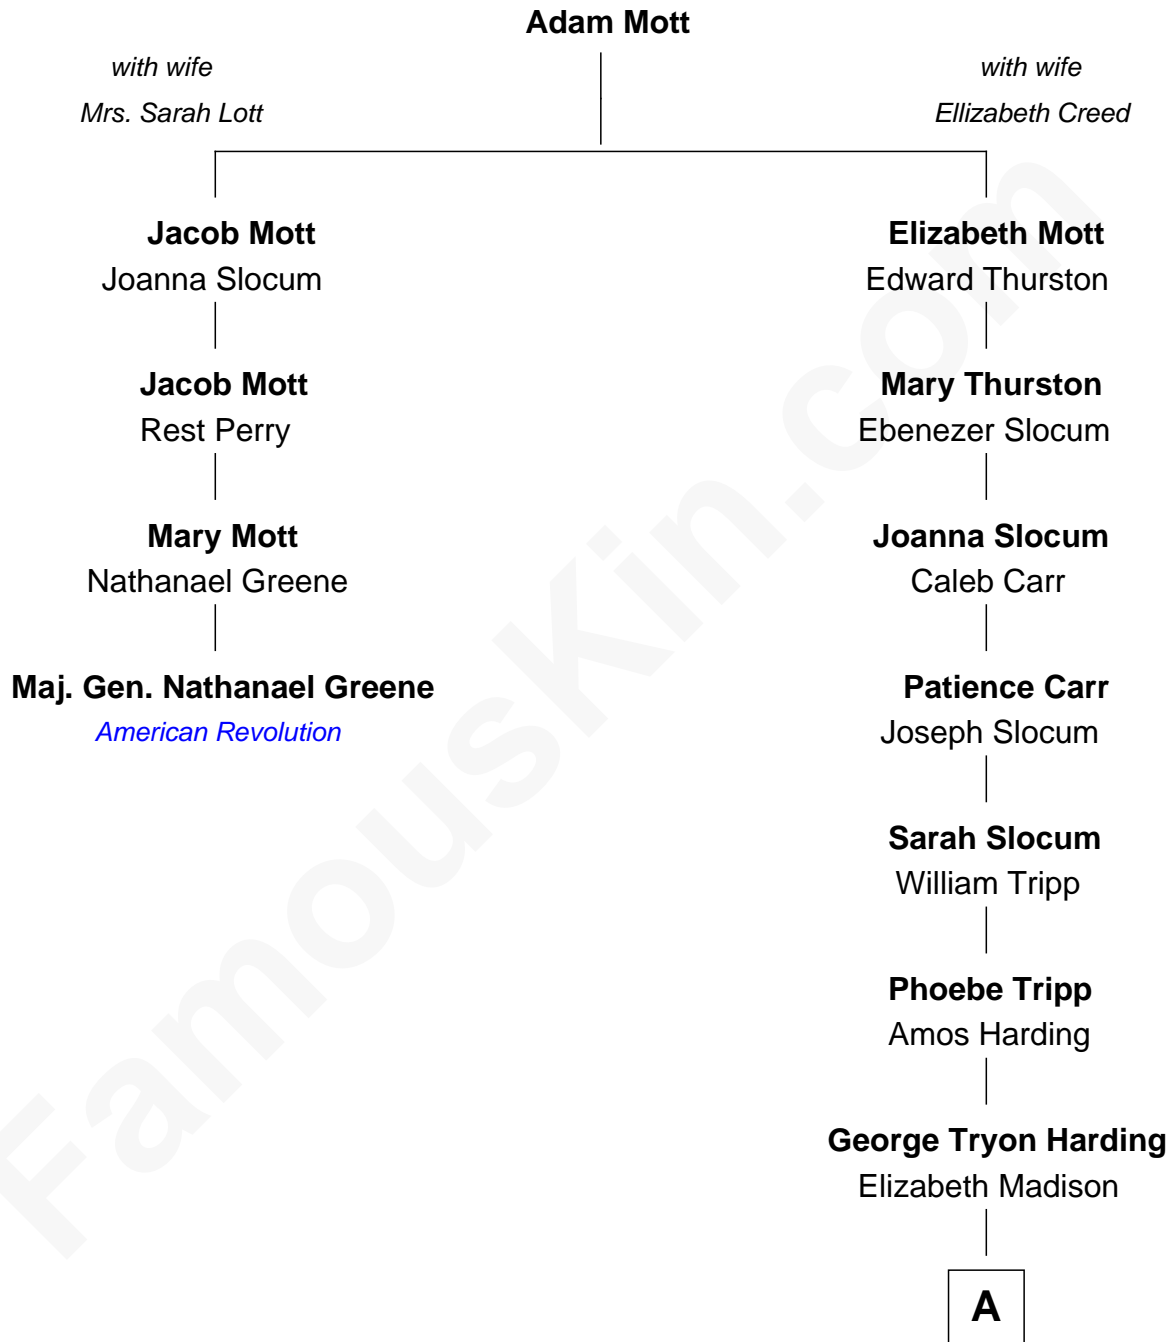 Adam Mott
with wife
Mrs. Sarah Lott
with wife
Ellizabeth Creed
Jacob Mott
Joanna Slocum
Jacob Mott
Rest Perry
Mary Mott
Nathanael Greene
Maj. Gen. Nathanael Greene
American Revolution
Elizabeth Mott
Edward Thurston
Mary Thurston
Ebenezer Slocum
Joanna Slocum
Caleb Carr
Patience Carr
Joseph Slocum
Sarah Slocum
William Tripp
Phoebe Tripp
Amos Harding
George Tryon Harding
Elizabeth Madison
A
FamousKin.com